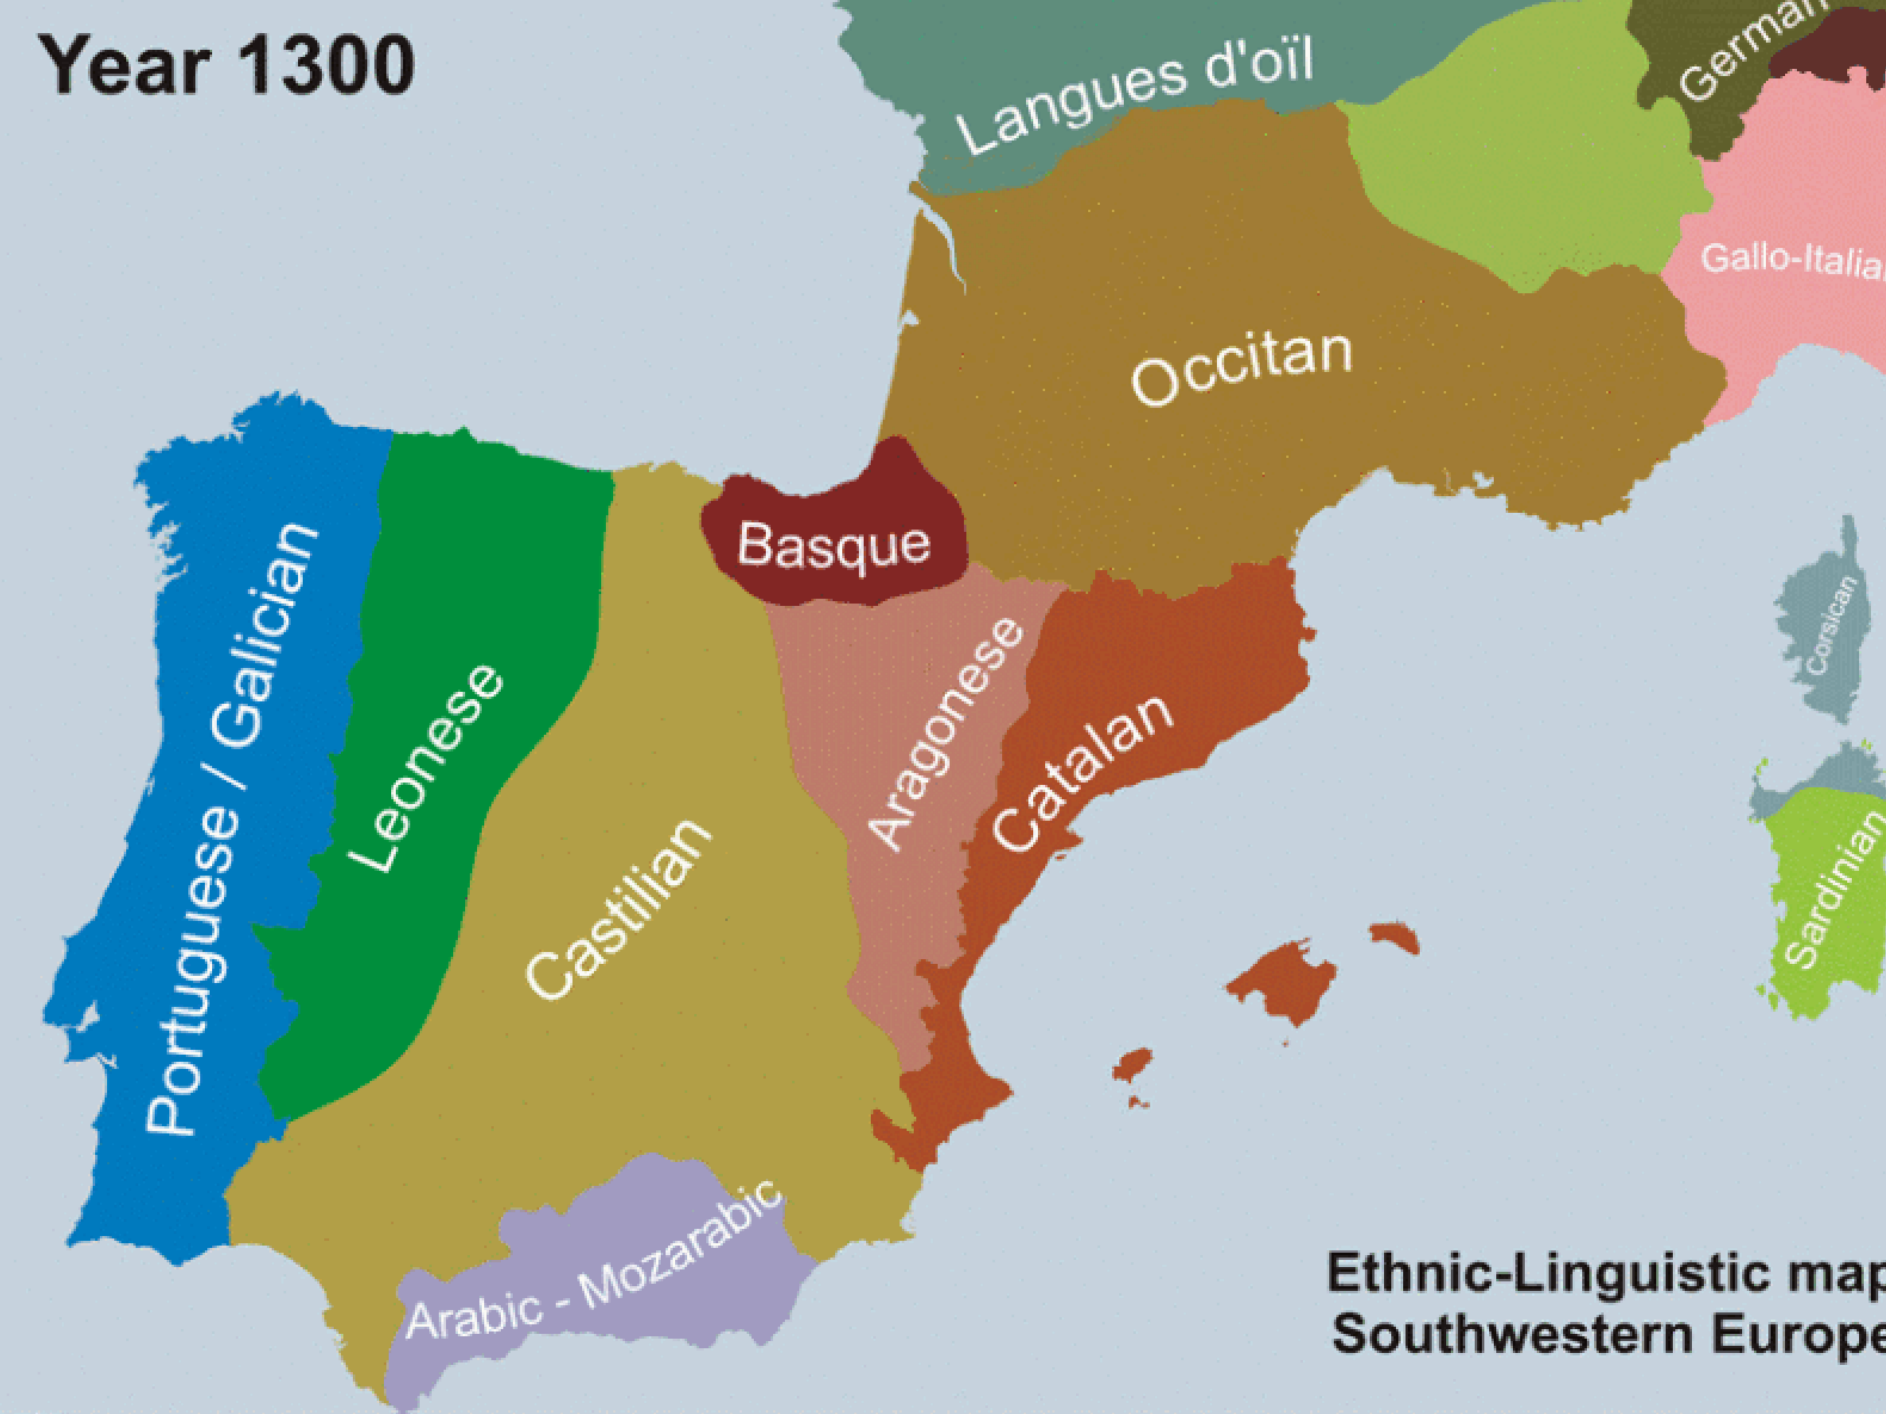 Year 1300
Langues d'oïl
German
Gallo-Italia
Occitan
Basque
Corsican
Portuguese / Galician
Leonese
Castilian
Aragonese
Catalan
Sardinian
Arabic - Mozarabic
Ethnic-Linguistic map
Southwestern Europe